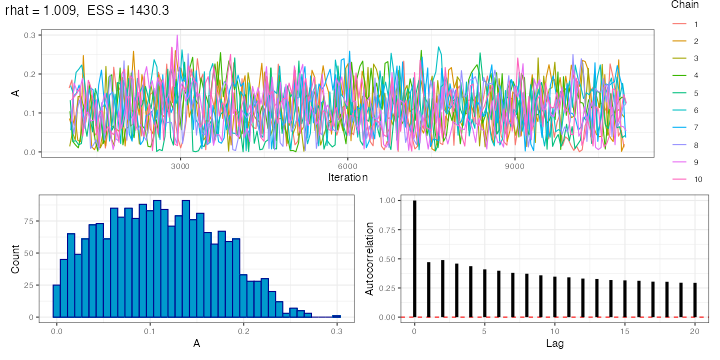 rhat = 1.009, ESS = 1430.3
Chain
1
2
3
4
5
6
7
8
9
10
A
0.3
0.2
0.1
0.0
3000 6000 9000
Iteration
Count
75
50
25
0
0.0 0.1 0.2 0.3
A
Autocorrelation
1.00
0.75
0.50
0.25
0.00
0 5 10 15 20
Lag